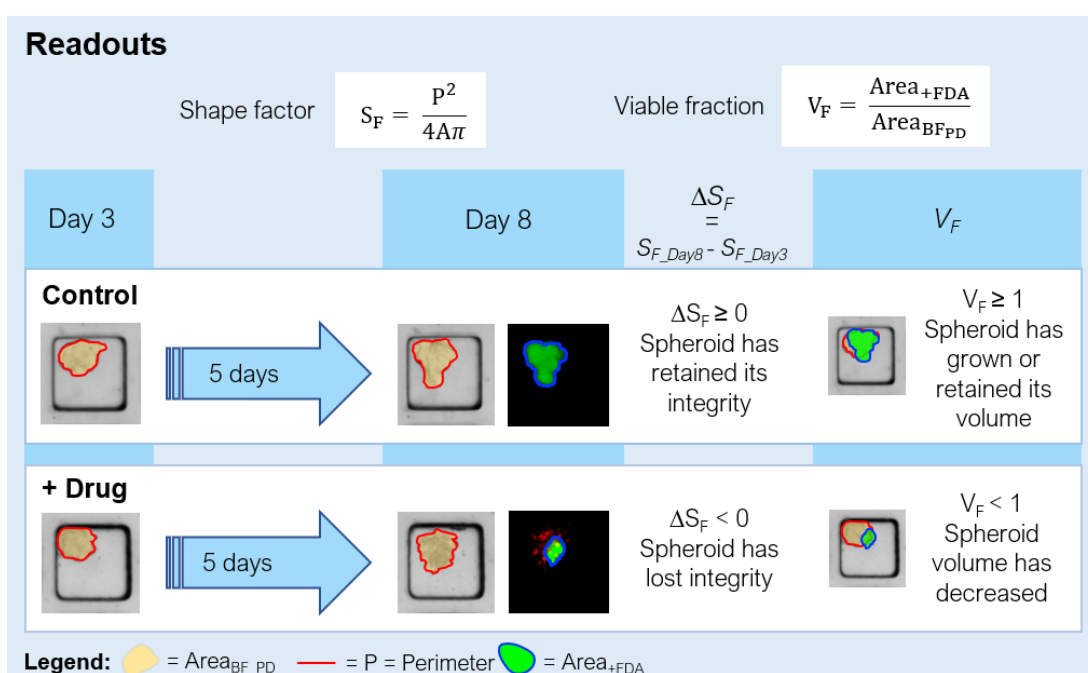 Readouts
Shape factor
S_F = P² / 4Aπ
Viable fraction
V_F = Area_+FDA / Area_BF_PD
Day 3
Day 8
ΔS_F
=
S_F_Day8 - S_F_Day3
V_F
Control
5 days
ΔS_F ≥ 0
Spheroid has
retained its
integrity
V_F ≥ 1
Spheroid has
grown or
retained its
volume
+ Drug
5 days
ΔS_F < 0
Spheroid has
lost integrity
V_F < 1
Spheroid
volume has
decreased
Legend: = Area_BF_PD = P = Perimeter = Area_+FDA